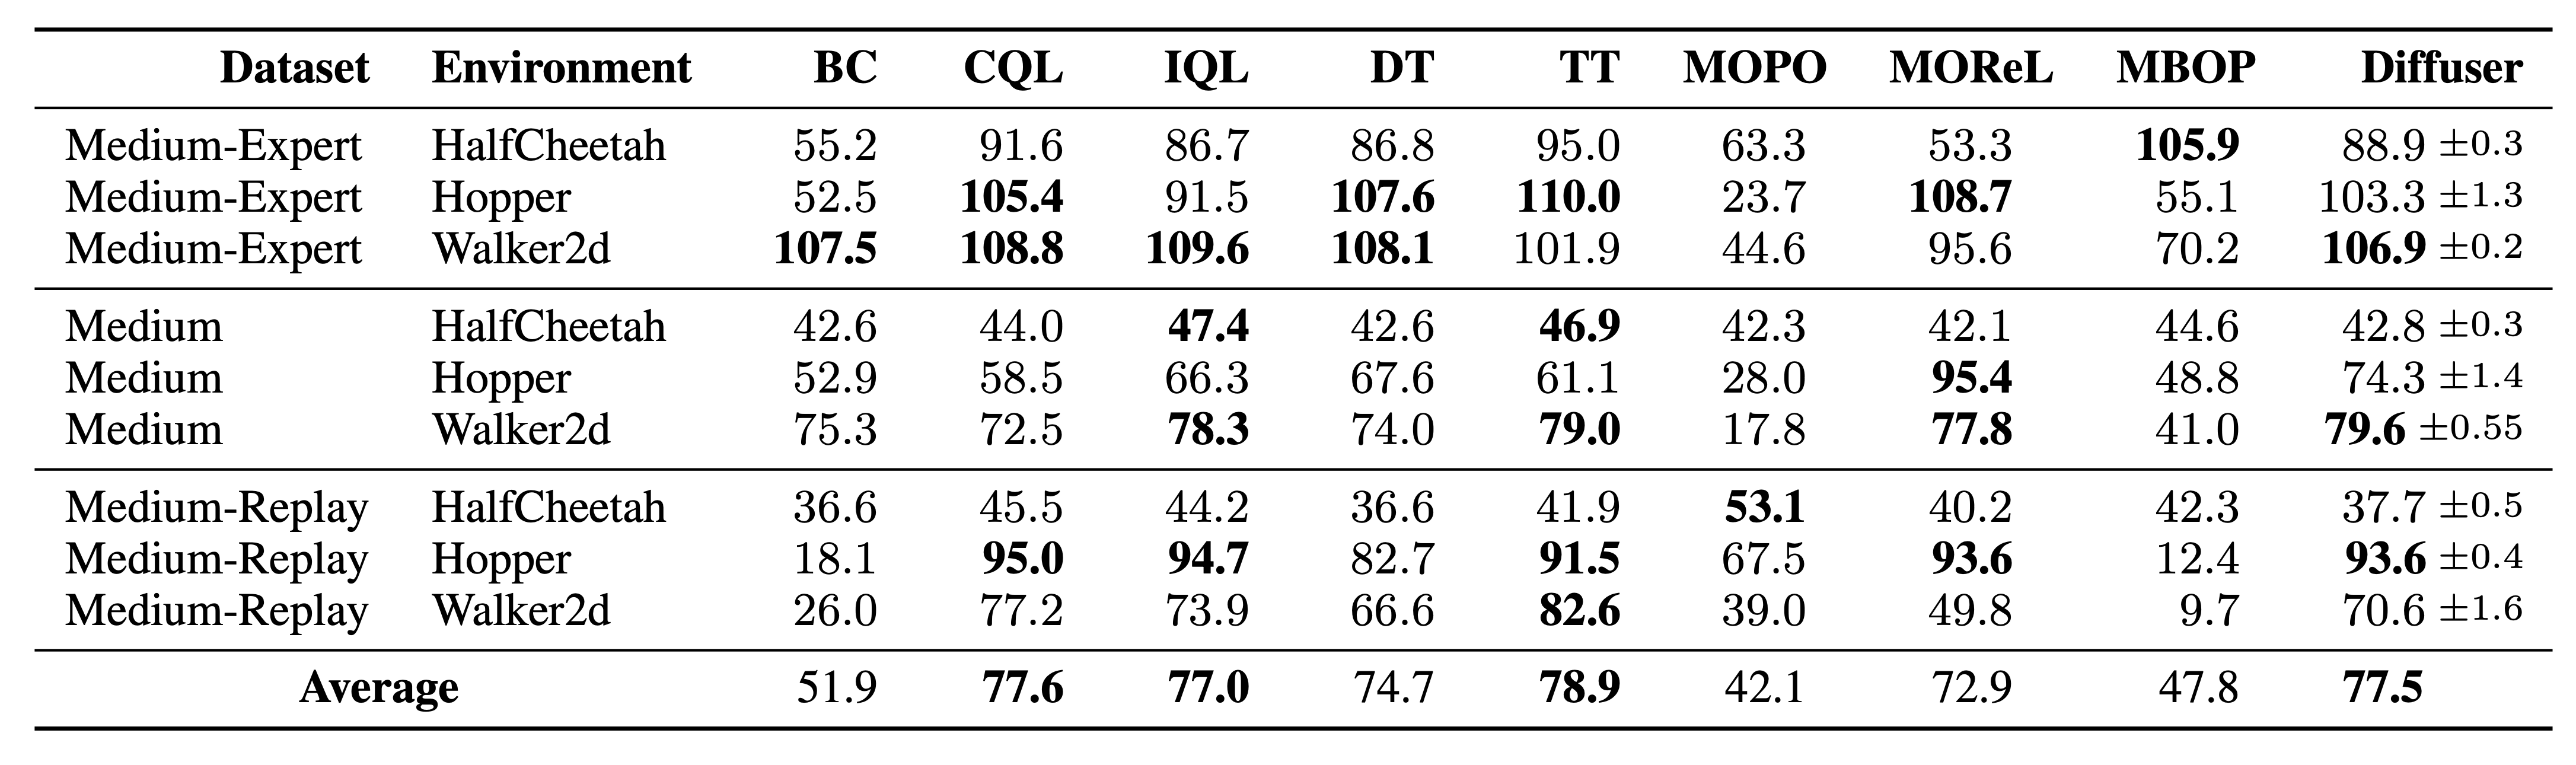 Dataset Environment BC CQL IQL DT TT MOPO MOReL MBOP Diffuser
Medium-Expert HalfCheetah 55.2 91.6 86.7 86.8 95.0 63.3 53.3 105.9 88.9 ±0.3
Medium-Expert Hopper 52.5 105.4 91.5 107.6 110.0 23.7 108.7 55.1 103.3 ±1.3
Medium-Expert Walker2d 107.5 108.8 109.6 108.1 101.9 44.6 95.6 70.2 106.9 ±0.2
Medium HalfCheetah 42.6 44.0 47.4 42.6 46.9 42.3 42.1 44.6 42.8 ±0.3
Medium Hopper 52.9 58.5 66.3 67.6 61.1 28.0 95.4 48.8 74.3 ±1.4
Medium Walker2d 75.3 72.5 78.3 74.0 79.0 17.8 77.8 41.0 79.6 ±0.55
Medium-Replay HalfCheetah 36.6 45.5 44.2 36.6 41.9 53.1 40.2 42.3 37.7 ±0.5
Medium-Replay Hopper 18.1 95.0 94.7 82.7 91.5 67.5 93.6 12.4 93.6 ±0.4
Medium-Replay Walker2d 26.0 77.2 73.9 66.6 82.6 39.0 49.8 9.7 70.6 ±1.6
Average 51.9 77.6 77.0 74.7 78.9 42.1 72.9 47.8 77.5